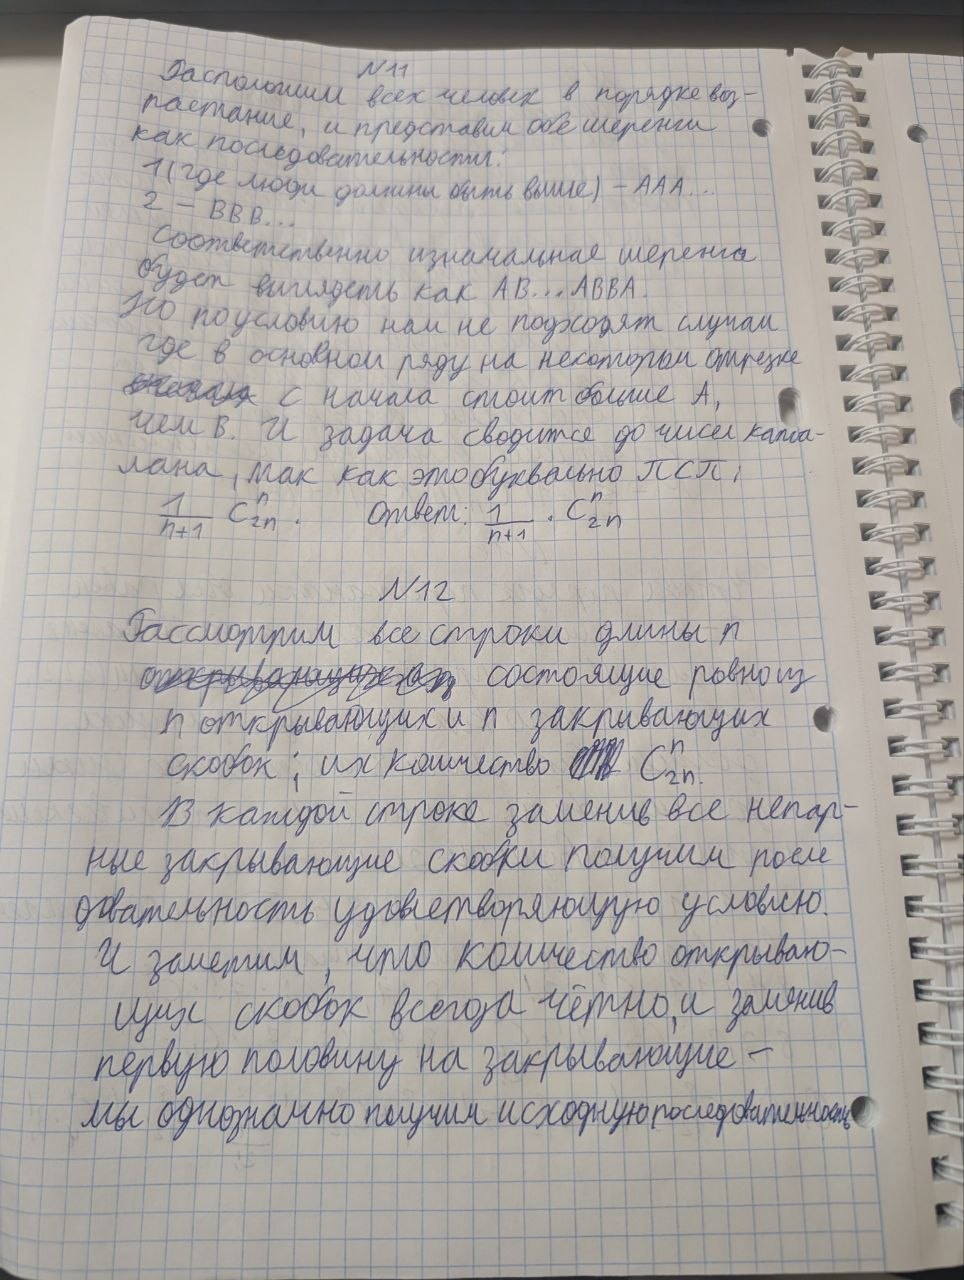 N11
Расположим всех человек в порядке воз-
растание, и представим обе шеренги
как последовательности:
1 (где люди должны быть выше) - AAA...
2 - BBB...
Соответственно изначальная шеренга
будет выглядеть как AB...ABBA.
Но по условию нам не подходят случаи
где в основном ряду на некотором отрезке
с начала стоит больше A,
чем B. И задача сводится до чисел катa-
лана, так как это буквально ПСП:
1/(n+1) C_{2n}^{n}. Ответ: 1/(n+1) · C_{2n}^{n}
N12
Рассмотрим все строки длины n
состоящие ровно из
n открывающих и n закрывающих
скобок; их количество C_{2n}^{n}.
В каждой строке заменив все непар-
ные закрывающие скобки получим после
довательность удовлетворяющую условию.
И заметим, что количество открываю-
щих скобок всегда чётно, и заменив
первую половину на закрывающие -
мы однозначно получим исходную последовательность